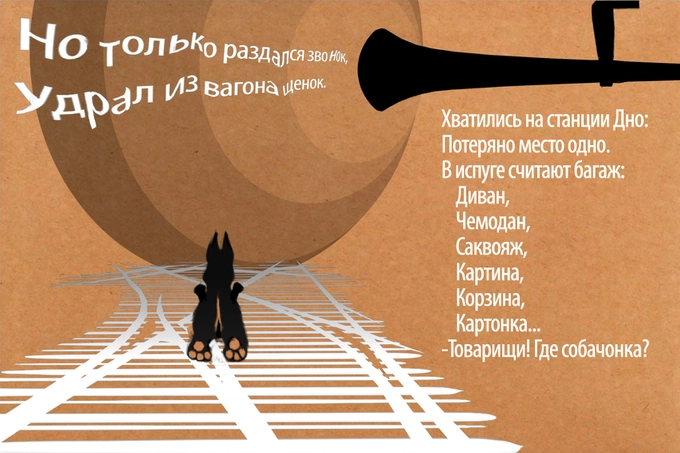 Но только раздался звонок,
Удрал из вагона щенок.
Хватились на станции Дно:
Потеряно место одно.
В испуге считают багаж:
Диван,
Чемодан,
Саквояж,
Картина,
Корзина,
Картонка...
-Товарищи! Где собачонка?